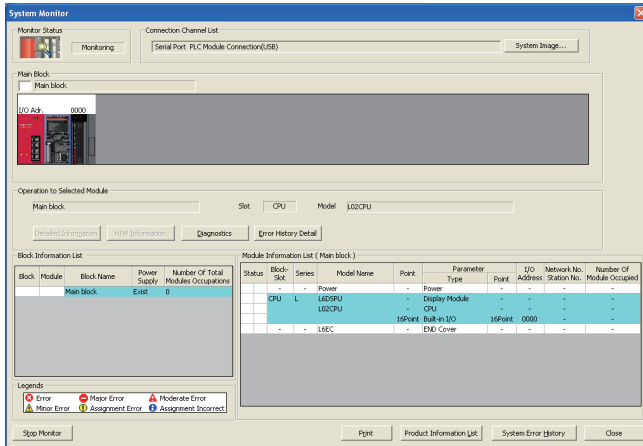 System Monitor
Monitor Status
Monitoring
Connection Channel List
Serial Port PLC Module Connection(USB)
System Image...
Main Block
Main block
I/O Adr. 0000
Operation to Selected Module
Main block
Slot CPU Model L02CPU
Detailed Information
H/W Information
Diagnostics
Error History Detail
Block Information List
Block Module Block Name Power Supply Number Of Total Modules Occupations
Main block Exist 0
Module Information List ( Main block )
Status Block-Slot Series Model Name Point Parameter Type Point I/O Address Network No. Station No. Number Of Module Occupied
- - Power - Power - - - -
CPU L L6DSPU - Display Module - - - -
L02CPU - CPU - - - -
16Point Built-in I/O 16Point 0000 - -
- - L6EC - END Cover - - - -
Legends
Error Major Error Moderate Error
Minor Error Assignment Error Assignment Incorrect
Stop Monitor
Print
Product Information List
System Error History
Close